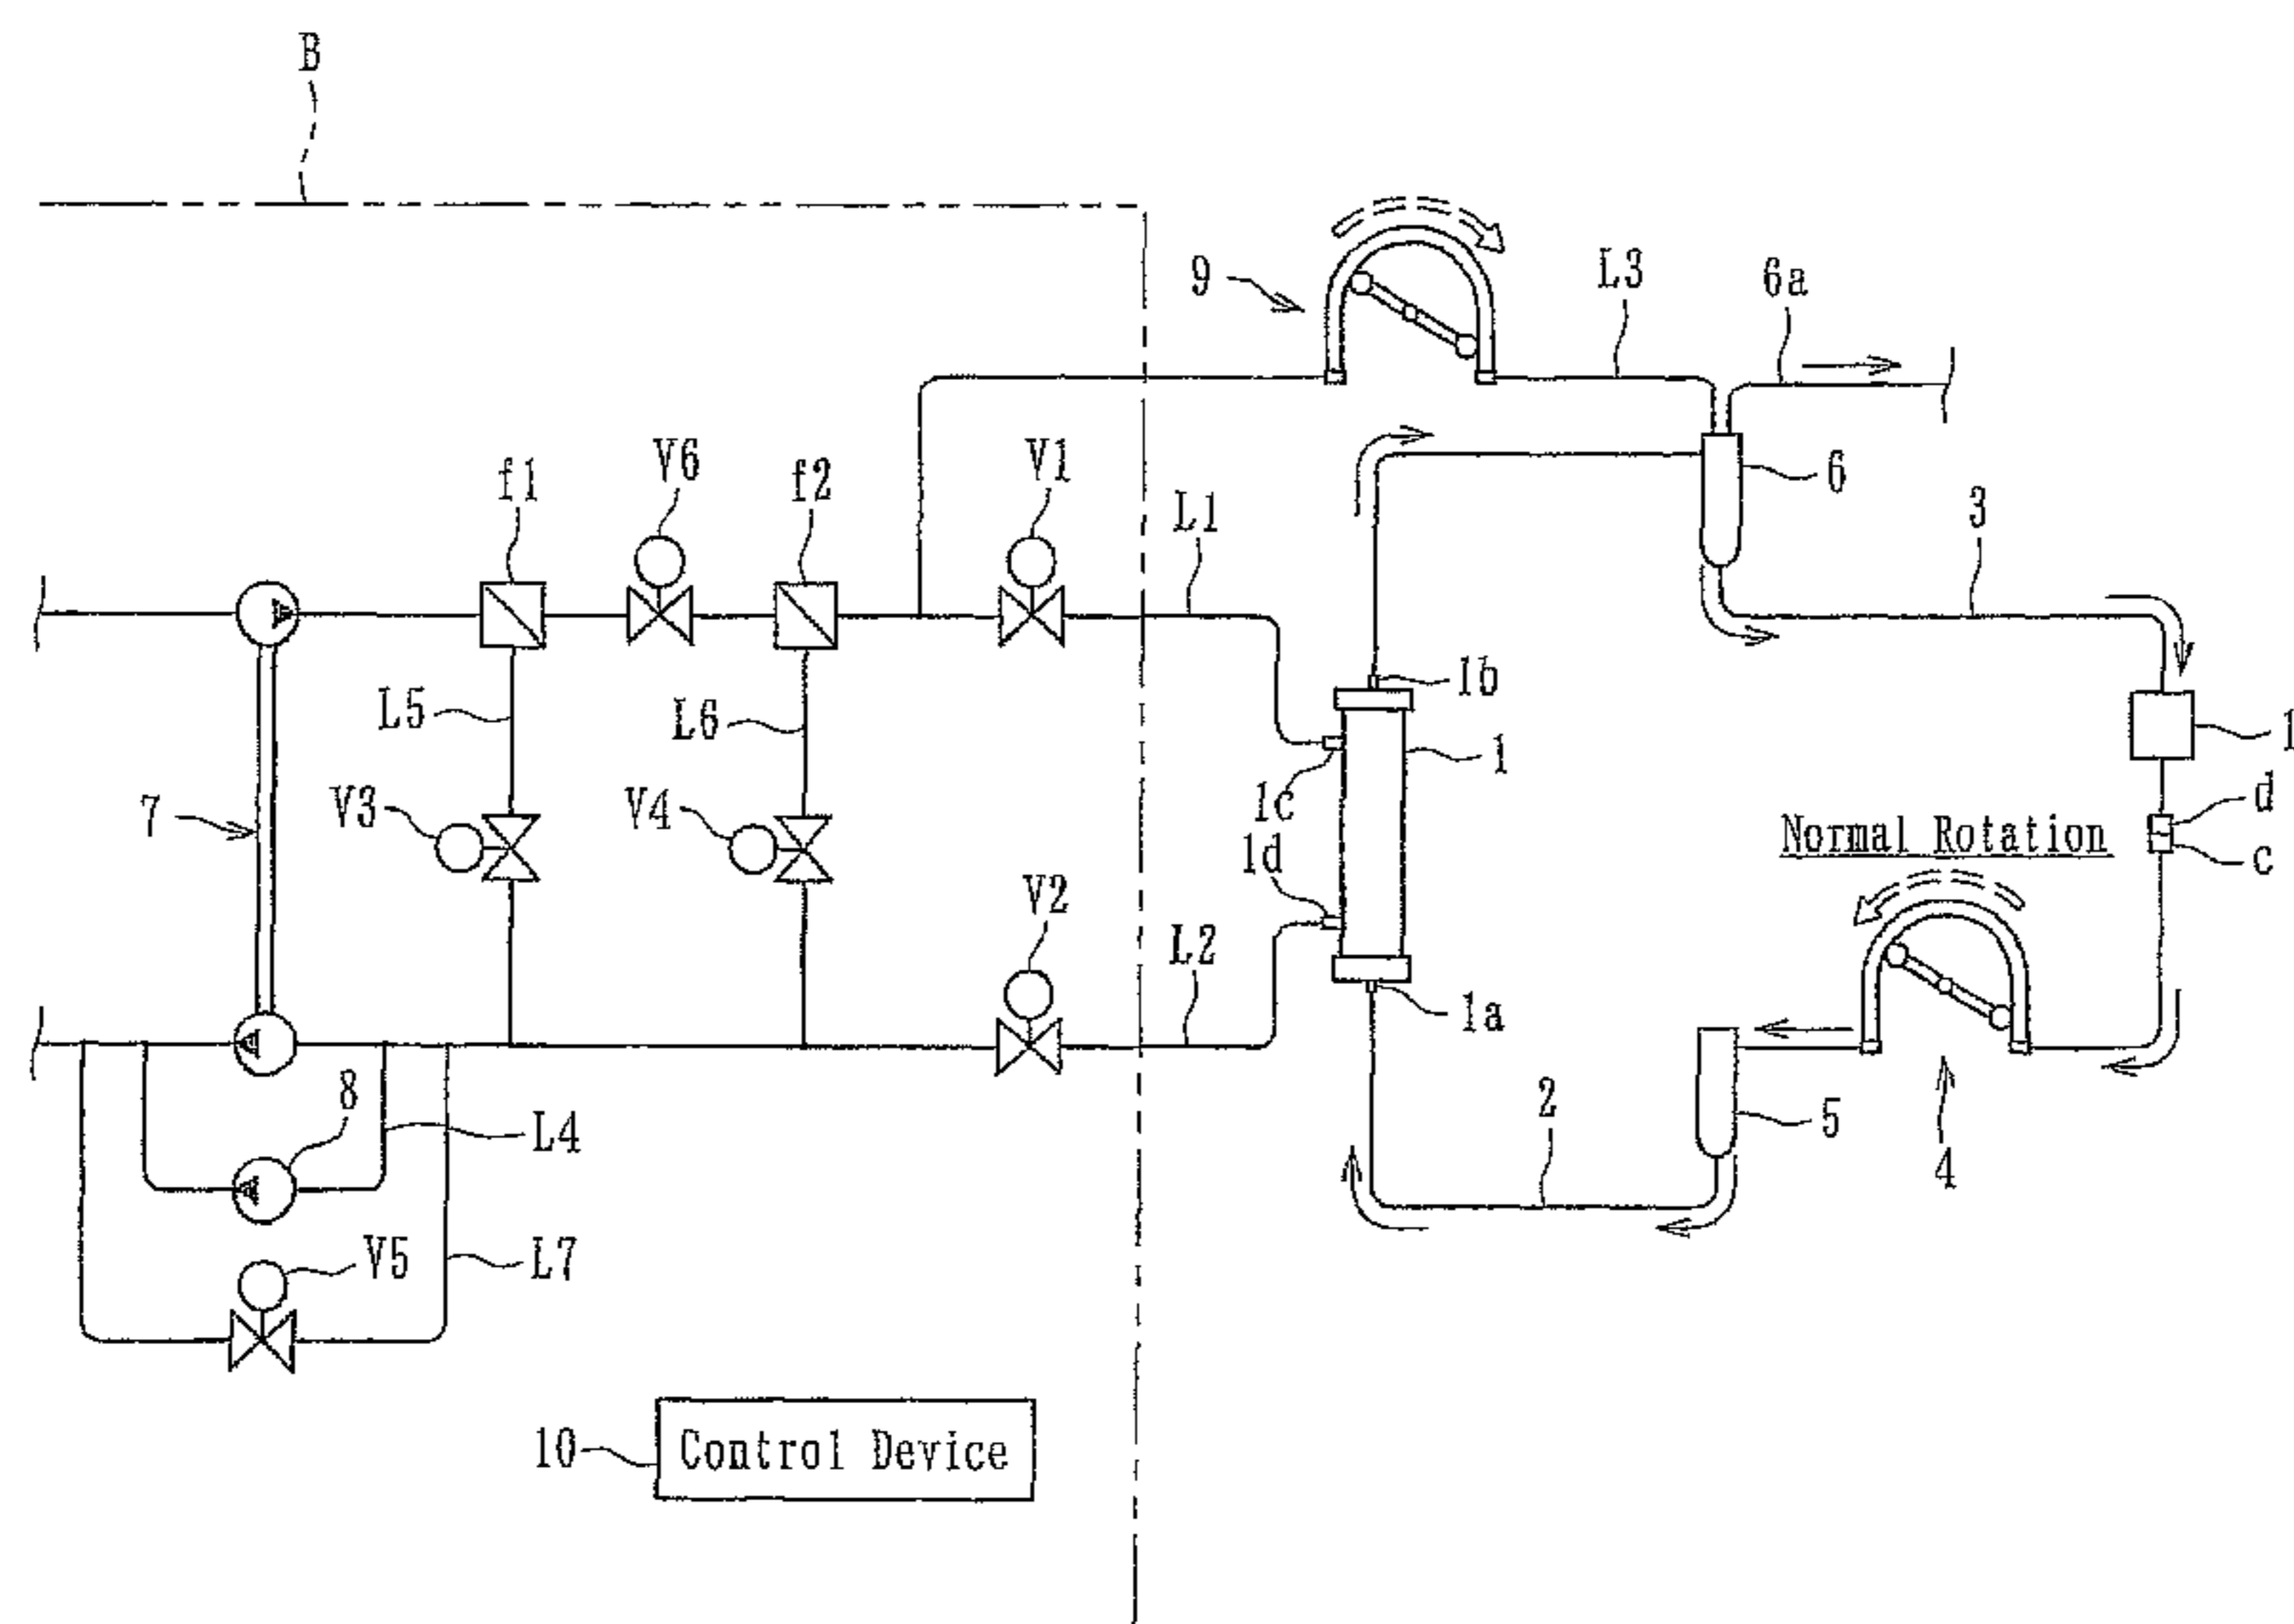 B
9
L3
6a
f1
V6
f2
V1
L1
6
3
L5
L6
1b
1
1
1c
d
7
V3
V4
1d
Normal Rotation
c
V2
L2
1a
8
L4
2
5
4
V5
L7
10
Control Device